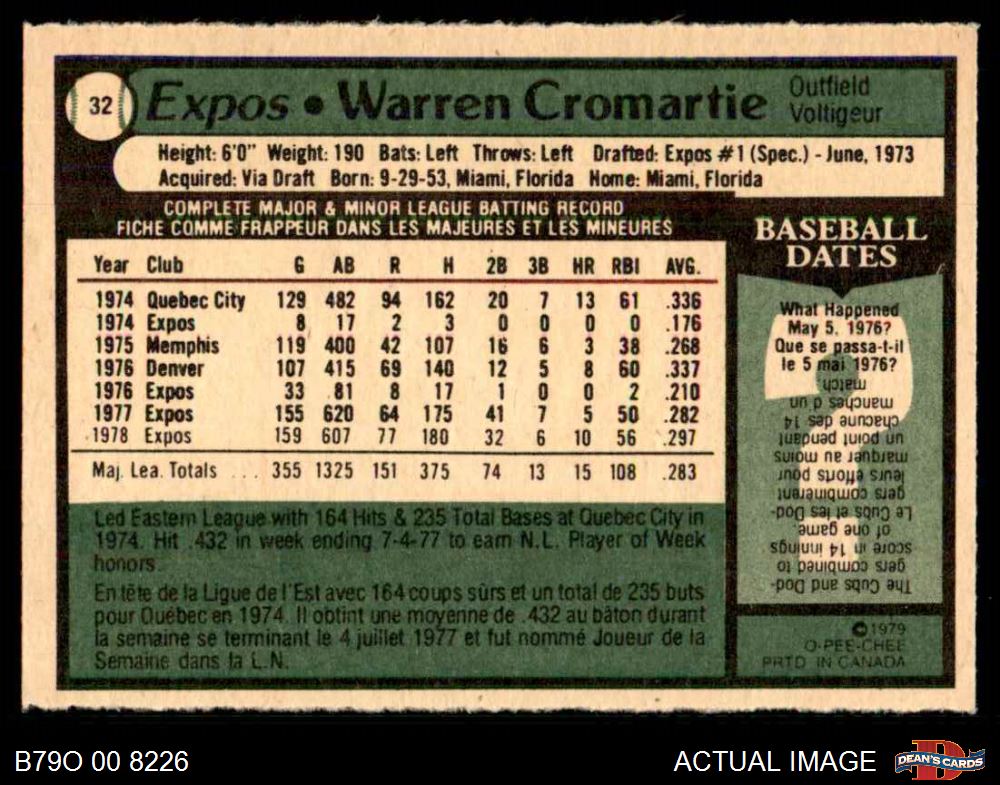 32
Expos • Warren Cromartie
Outfield
Voltigeur
Height: 6'0" Weight: 190 Bats: Left Throws: Left Drafted: Expos #1 (Spec.) - June, 1973
Acquired: Via Draft Born: 9-29-53, Miami, Florida Home: Miami, Florida
COMPLETE MAJOR & MINOR LEAGUE BATTING RECORD
FICHE COMME FRAPPEUR DANS LES MAJEURES ET LES MINEURES
Year Club G AB R H 2B 3B HR RBI AVG.
1974 Quebec City 129 482 94 162 20 7 13 61 .336
1974 Expos 8 17 2 3 0 0 0 0 .176
1975 Memphis 119 400 42 107 16 6 3 38 .268
1976 Denver 107 415 69 140 12 5 8 60 .337
1976 Expos 33 81 8 17 1 0 0 2 .210
1977 Expos 155 620 64 175 41 7 5 50 .282
1978 Expos 159 607 77 180 32 6 10 56 .297
Maj. Lea. Totals ... 355 1325 151 375 74 13 15 108 .283
Led Eastern League with 164 Hits & 235 Total Bases at Quebec City in
1974. Hit .432 in week ending 7-4-77 to earn N.L. Player of Week
honors.
En tête de la Ligue de l'Est avec 164 coups sûrs et un total de 235 buts
pour Québec en 1974. Il obtint une moyenne de .432 au bâton durant
la semaine se terminant le 4 juillet 1977 et fut nommé Joueur de la
Semaine dans la L.N.
BASEBALL
DATES
What Happened
May 5, 1976?
Que se passa-t-il
le 5 mai 1976?
The Cubs and Dod-
gers combined to
score in 14 innings
of one game.
Le Cubs et les Dod-
gers combinèrent
leurs efforts pour
marquer au moins
un point pendant
chacune des 14
manches d'un
match
©1979
O-PEE-CHEE
PRTD IN CANADA
B79O 00 8226
ACTUAL IMAGE
DEAN'S CARDS